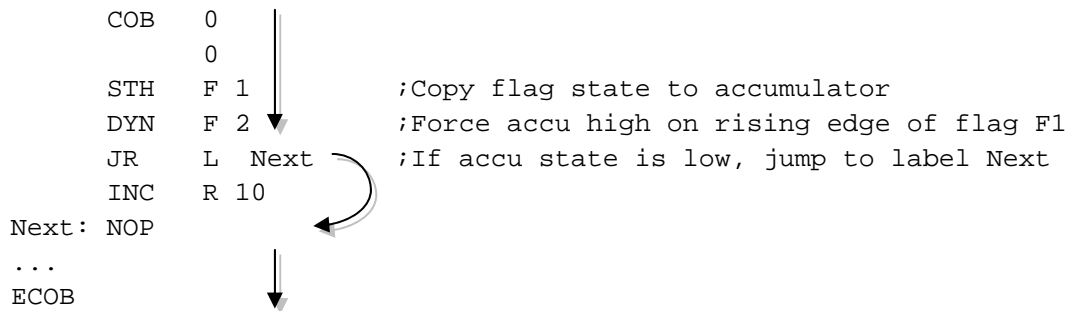 COB 0
0
STH F 1 ;Copy flag state to accumulator
DYN F 2 ;Force accu high on rising edge of flag F1
JR L Next ;If accu state is low, jump to label Next
INC R 10
Next: NOP
...
ECOB